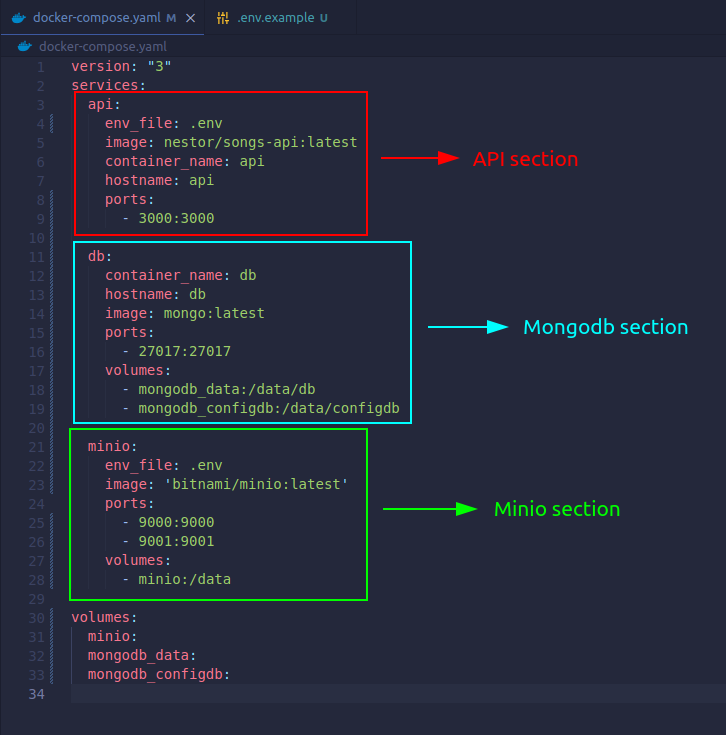 docker-compose.yaml M × .env.example U
docker-compose.yaml
1 version: "3"
2 services:
3 api:
4 env_file: .env
5 image: nestor/songs-api:latest
6 container_name: api
7 hostname: api
8 ports:
9 - 3000:3000
10
11 db:
12 container_name: db
13 hostname: db
14 image: mongo:latest
15 ports:
16 - 27017:27017
17 volumes:
18 - mongodb_data:/data/db
19 - mongodb_configdb:/data/configdb
20
21 minio:
22 env_file: .env
23 image: 'bitnami/minio:latest'
24 ports:
25 - 9000:9000
26 - 9001:9001
27 volumes:
28 - minio:/data
29
30 volumes:
31 minio:
32 mongodb_data:
33 mongodb_configdb:
34
API section
Mongodb section
Minio section